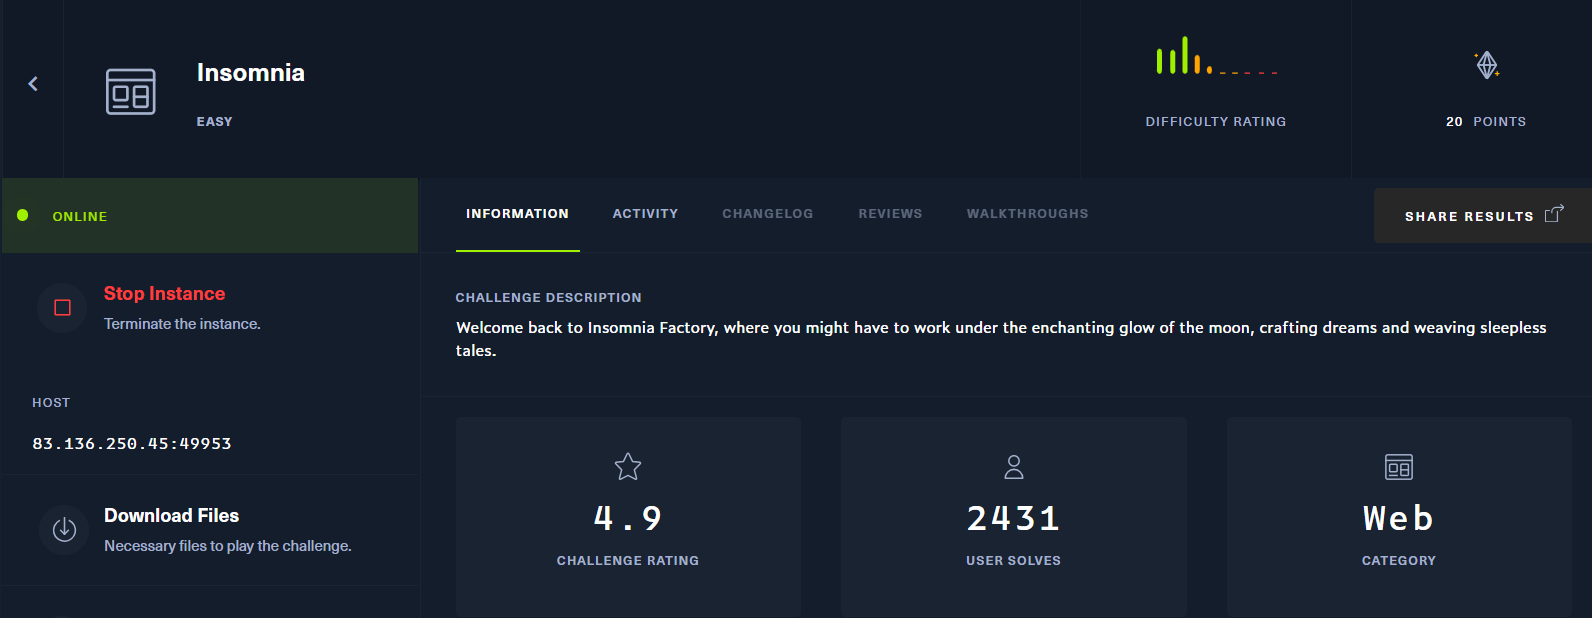 Insomnia
EASY
DIFFICULTY RATING
20 POINTS
ONLINE
INFORMATION
ACTIVITY
CHANGELOG
REVIEWS
WALKTHROUGHS
SHARE RESULTS
Stop Instance
Terminate the instance.
HOST
83.136.250.45:49953
Download Files
Necessary files to play the challenge.
CHALLENGE DESCRIPTION
Welcome back to Insomnia Factory, where you might have to work under the enchanting glow of the moon, crafting dreams and weaving sleepless
tales.
4.9
CHALLENGE RATING
2431
USER SOLVES
Web
CATEGORY